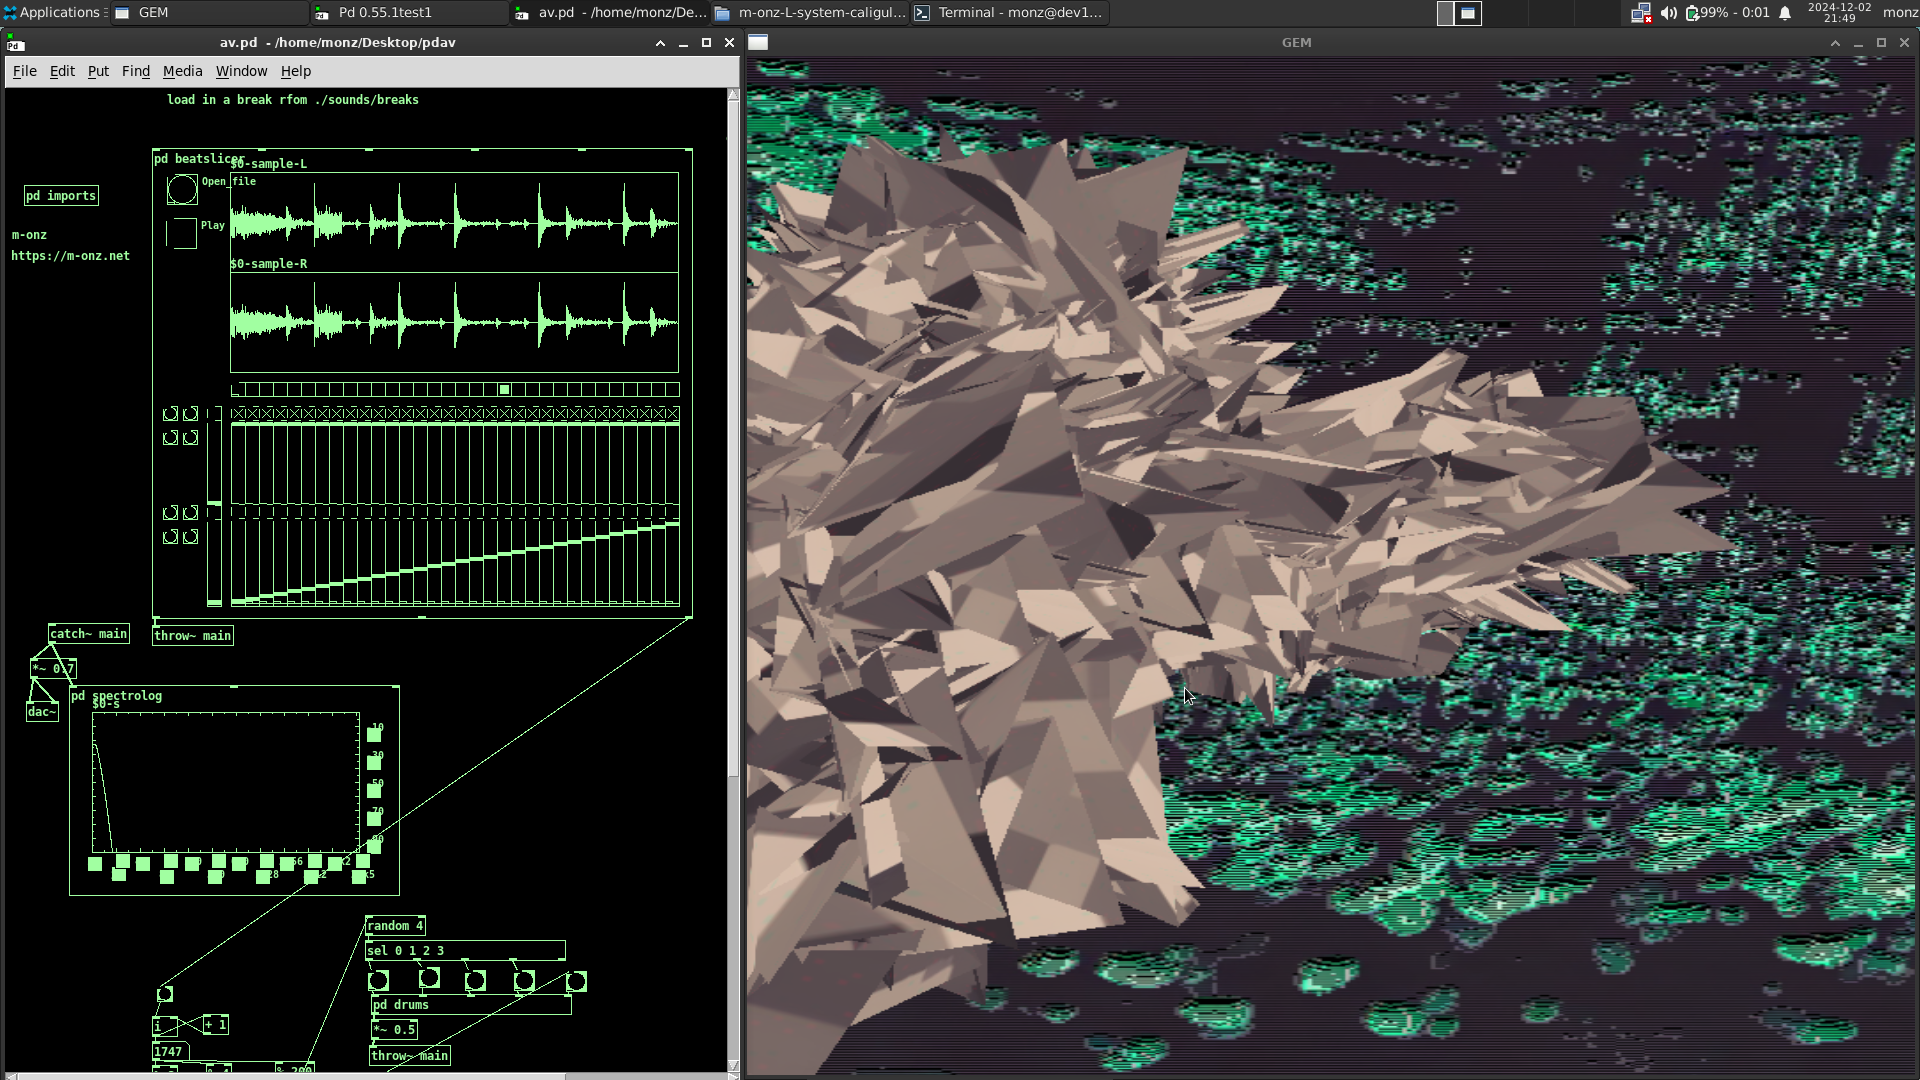 Applications
GEM
Pd 0.55.1test1
av.pd - /home/monz/De...
m-onz-L-system-caligul...
Terminal - monz@dev1...
99% - 0:01
2024-12-02
21:49
monz
av.pd - /home/monz/Desktop/pdav
GEM
File Edit Put Find Media Window Help
load in a break rfom ./sounds/breaks
pd beatslicer
$0-sample-L
Open file
Play
$0-sample-R
pd imports
m-onz
https://m-onz.net
catch~ main
throw~ main
*~ 0.7
dac~
pd spectrolog
$0-s
random 4
sel 0 1 2 3
pd drums
*~ 0.5
throw~ main
i
+ 1
1747